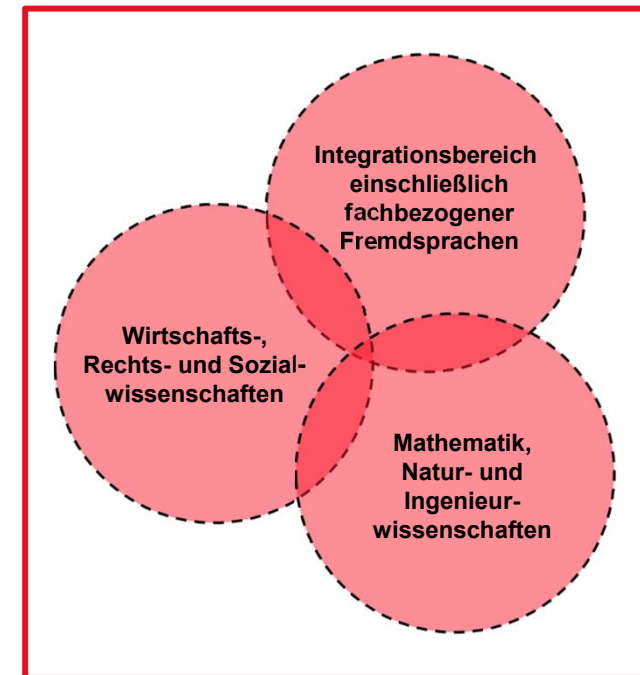 Integrationsbereich
einschließlich
fachbezogener
Fremdsprachen
Wirtschafts-,
Rechts- und Sozial-
wissenschaften
Mathematik,
Natur- und
Ingenieur-
wissenschaften